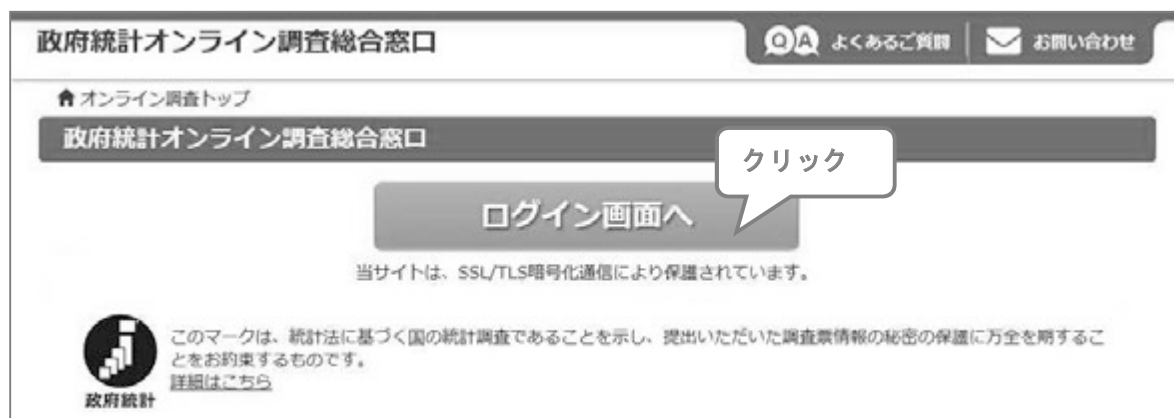 政府統計オンライン調査総合窓口
QA よくあるご質問
お問い合わせ
オンライン調査トップ
政府統計オンライン調査総合窓口
クリック
ログイン画面へ
当サイトは、SSL/TLS暗号化通信により保護されています。
このマークは、統計法に基づく国の統計調査であることを示し、提出いただいた調査票情報の秘密の保護に万全を期するこ
とをお約束するものです。
詳細はこちら
政府統計